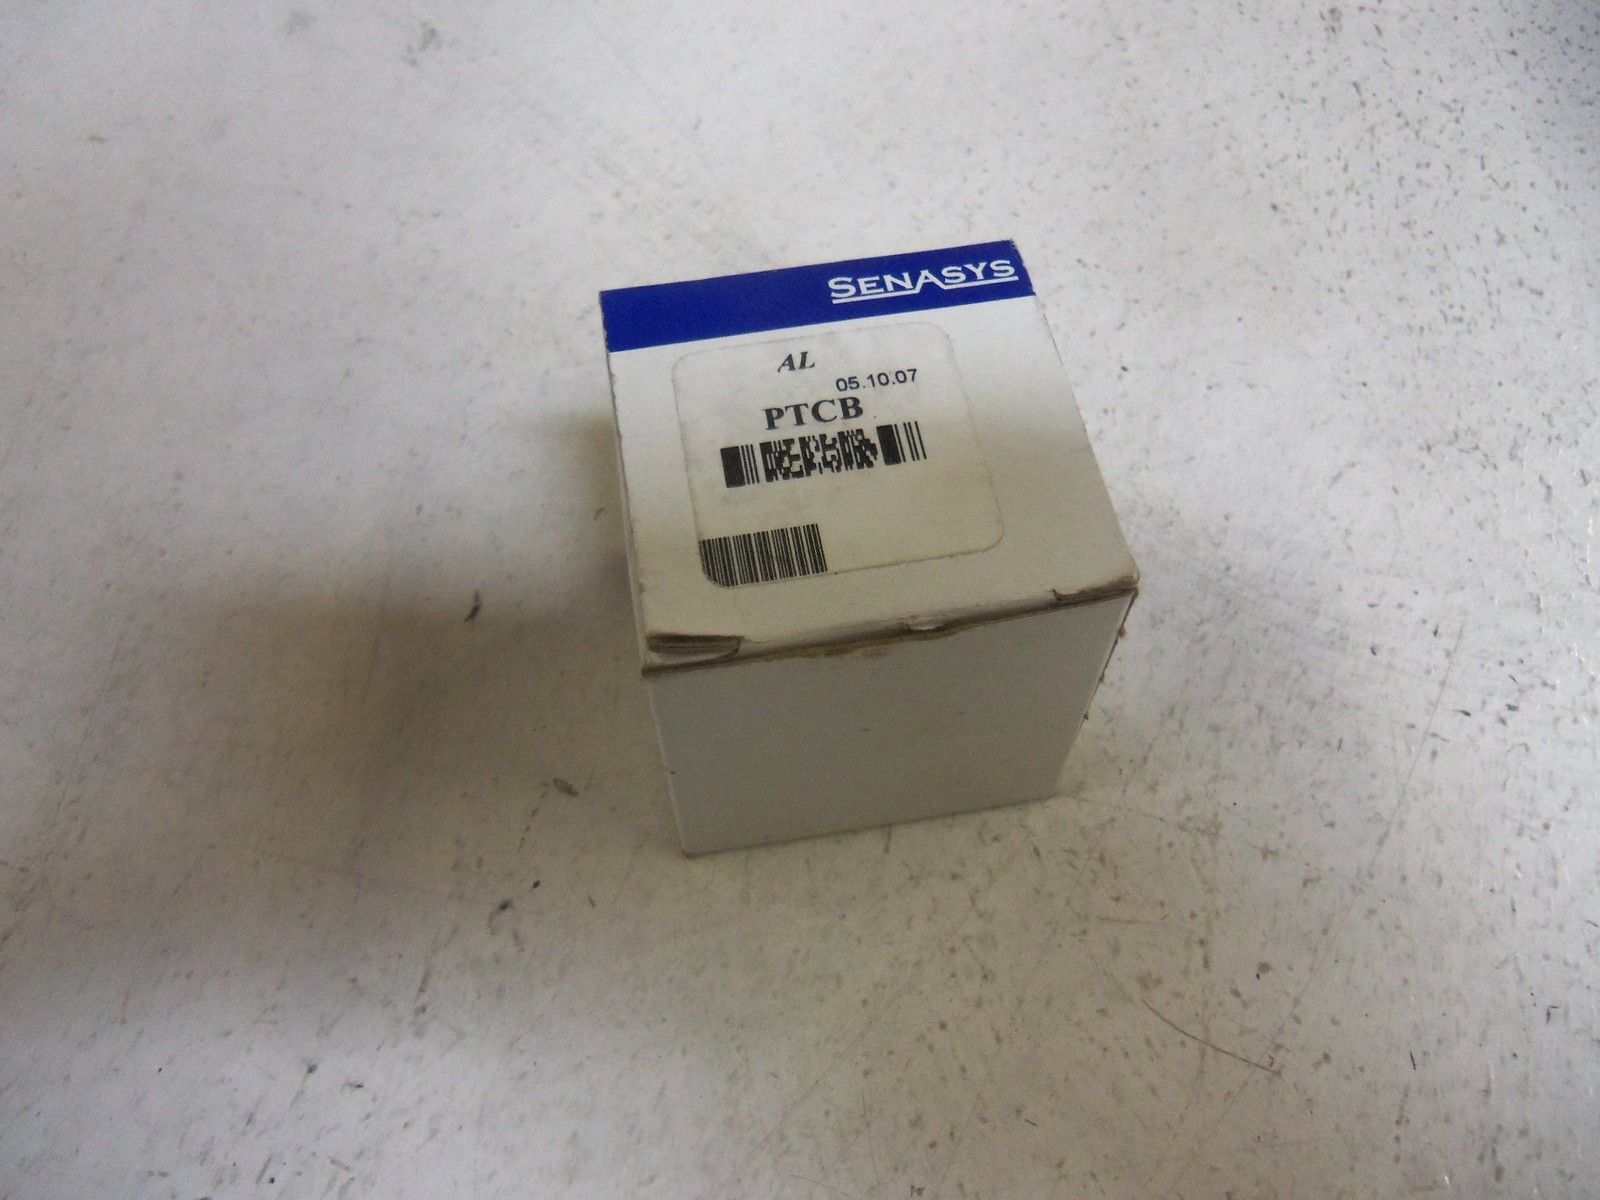 SENASYS
AL
05.10.07
PTCB